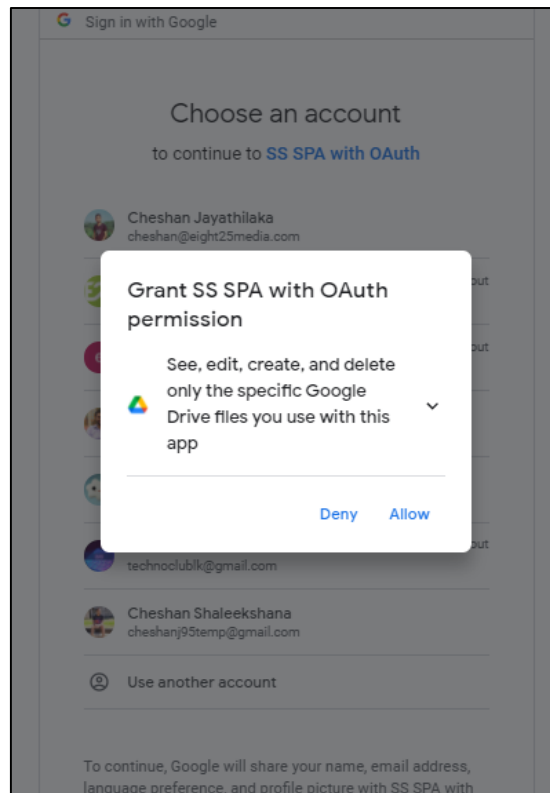 Sign in with Google
Choose an account
to continue to SS SPA with OAuth
Cheshan Jayathilaka
cheshan@eight25media.com
out
Grant SS SPA with OAuth
permission
out
See, edit, create, and delete
only the specific Google
Drive files you use with this
app
Deny Allow
out
technoclublk@gmail.com
Cheshan Shaleekshana
cheshanj95temp@gmail.com
Use another account
To continue, Google will share your name, email address,
language preference, and profile picture with SS SPA with